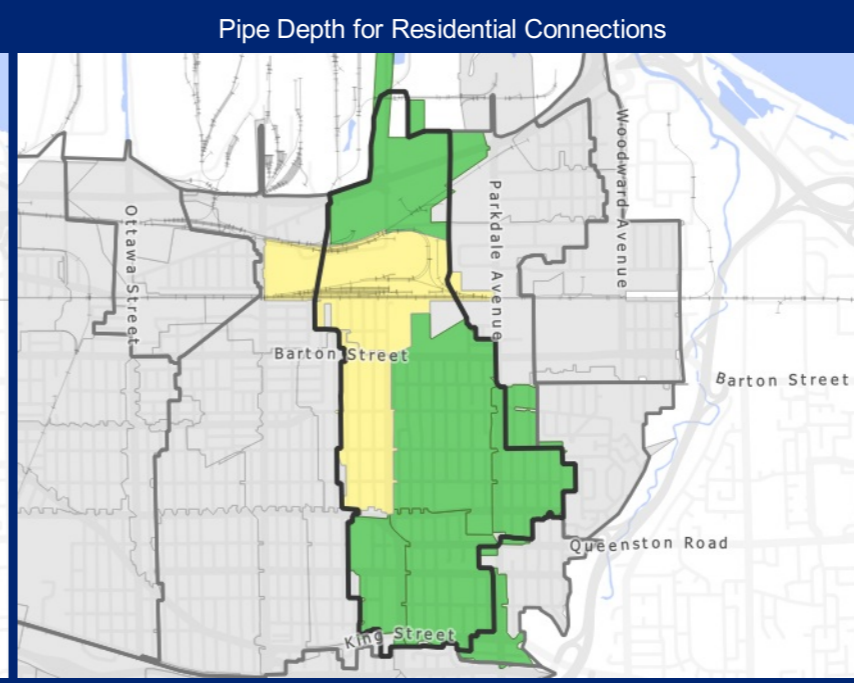 Pipe Depth for Residential Connections
Woodward Avenue
Parkdale Avenue
Ottawa Street
Barton Street
Barton Street
Queenston Road
King Street